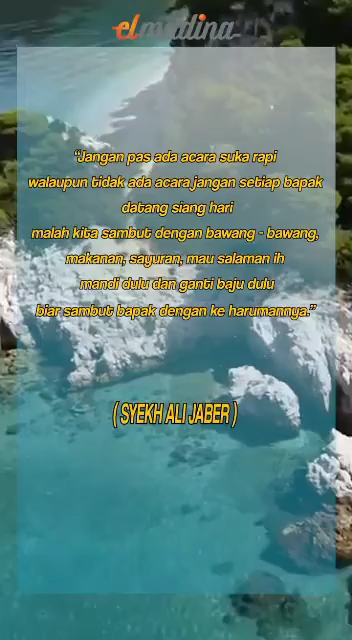 elmadina
"Jangan pas ada acara suka rapi
walaupun tidak ada acara jangan setiap bapak
datang siang hari
malah kita sambut dengan bawang - bawang,
makanan, sayuran, mau salaman ih
mandi dulu dan ganti baju dulu
biar sambut bapak dengan ke harumannya."
( SYEKH ALI JABER )